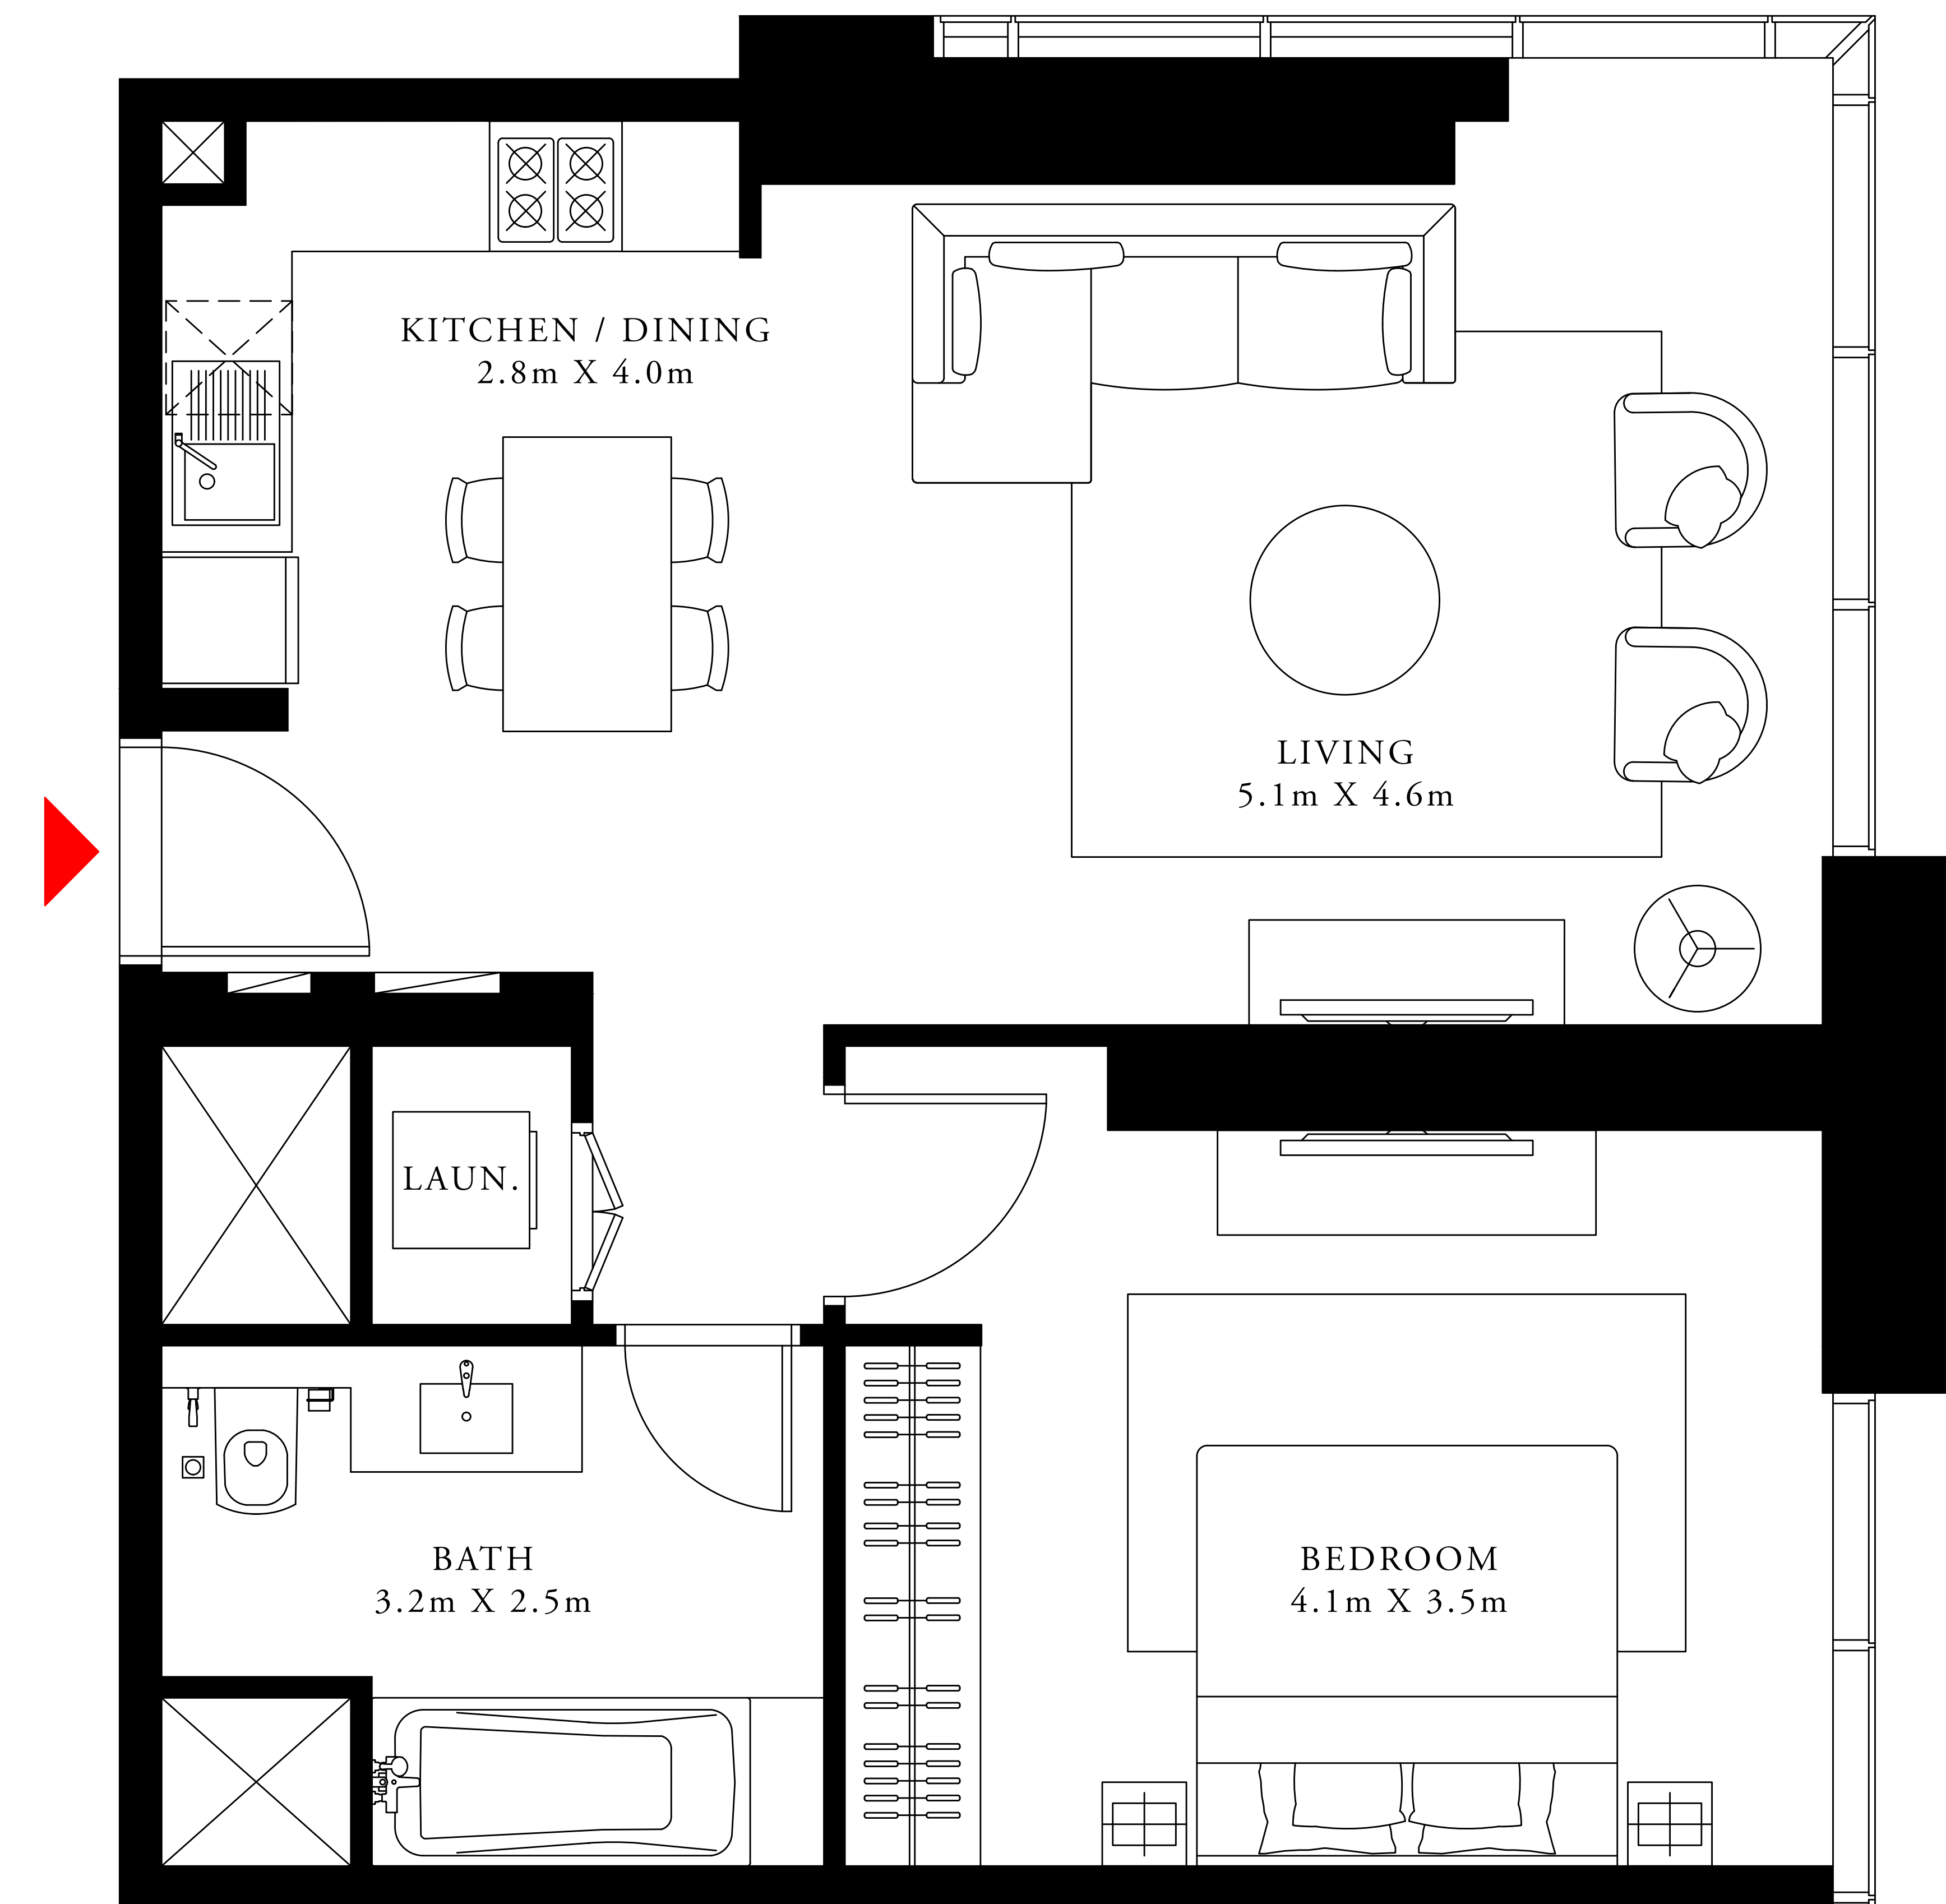 KITCHEN / DINING
2.8m X 4.0m
LIVING
5.1m X 4.6m
LAUN.
BATH
3.2m X 2.5m
BEDROOM
4.1m X 3.5m